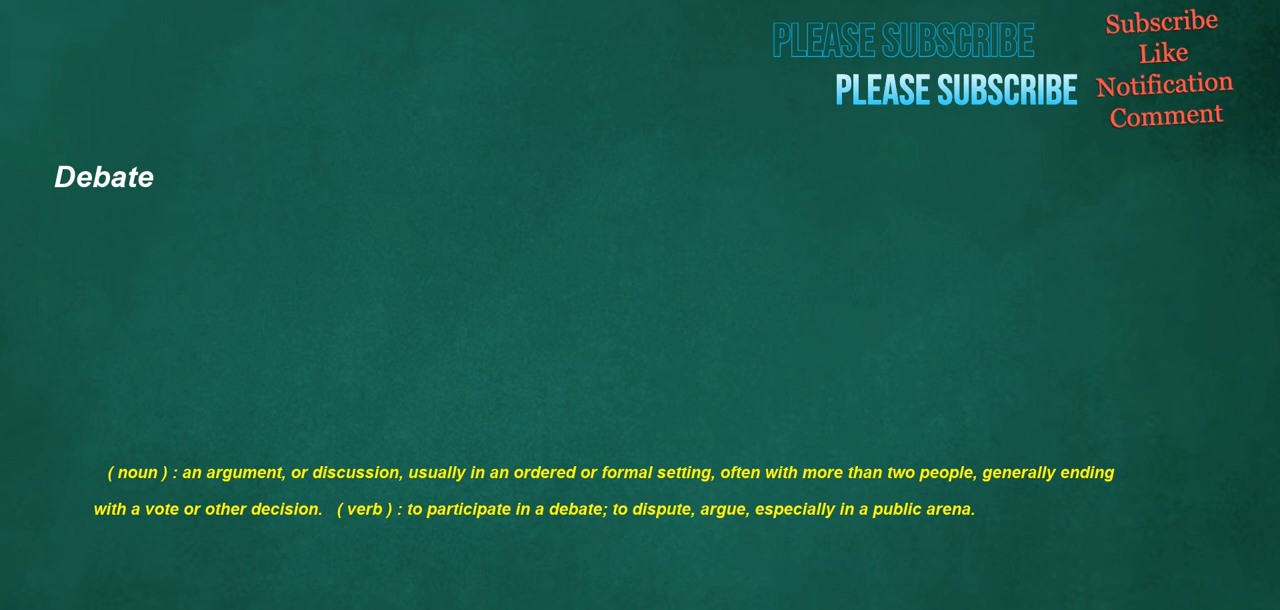 PLEASE SUBSCRIBE
PLEASE SUBSCRIBE
Subscribe
Like
Notification
Comment
Debate
( noun ) : an argument, or discussion, usually in an ordered or formal setting, often with more than two people, generally ending
with a vote or other decision. ( verb ) : to participate in a debate; to dispute, argue, especially in a public arena.